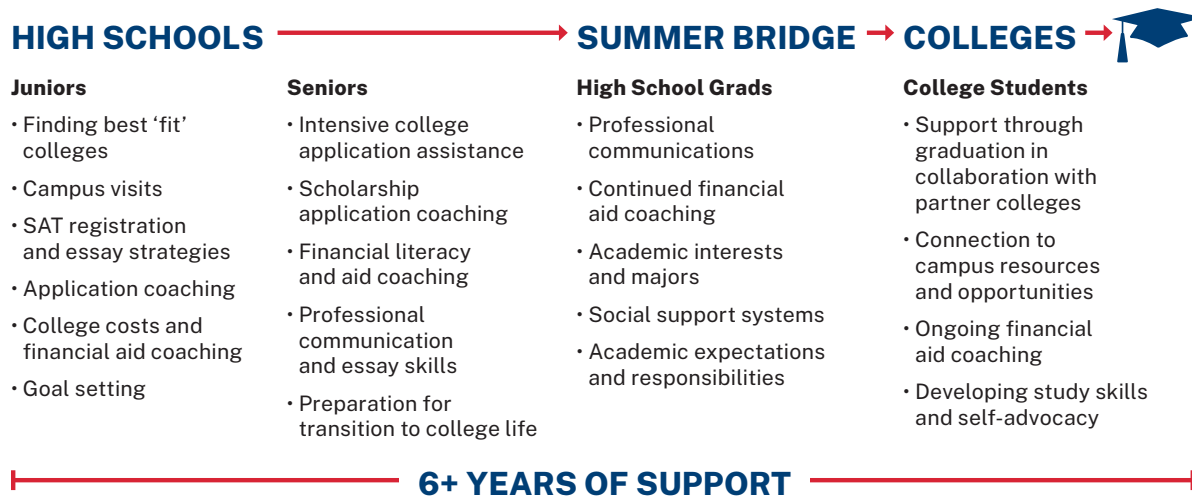 HIGH SCHOOLS
SUMMER BRIDGE
COLLEGES
Juniors
• Finding best ‘fit’
colleges
• Campus visits
• SAT registration
and essay strategies
• Application coaching
• College costs and
financial aid coaching
• Goal setting
Seniors
• Intensive college
application assistance
• Scholarship
application coaching
• Financial literacy
and aid coaching
• Professional
communication
and essay skills
• Preparation for
transition to college life
High School Grads
• Professional
communications
• Continued financial
aid coaching
• Academic interests
and majors
• Social support systems
• Academic expectations
and responsibilities
College Students
• Support through
graduation in
collaboration with
partner colleges
• Connection to
campus resources
and opportunities
• Ongoing financial
aid coaching
• Developing study skills
and self-advocacy
6+ YEARS OF SUPPORT